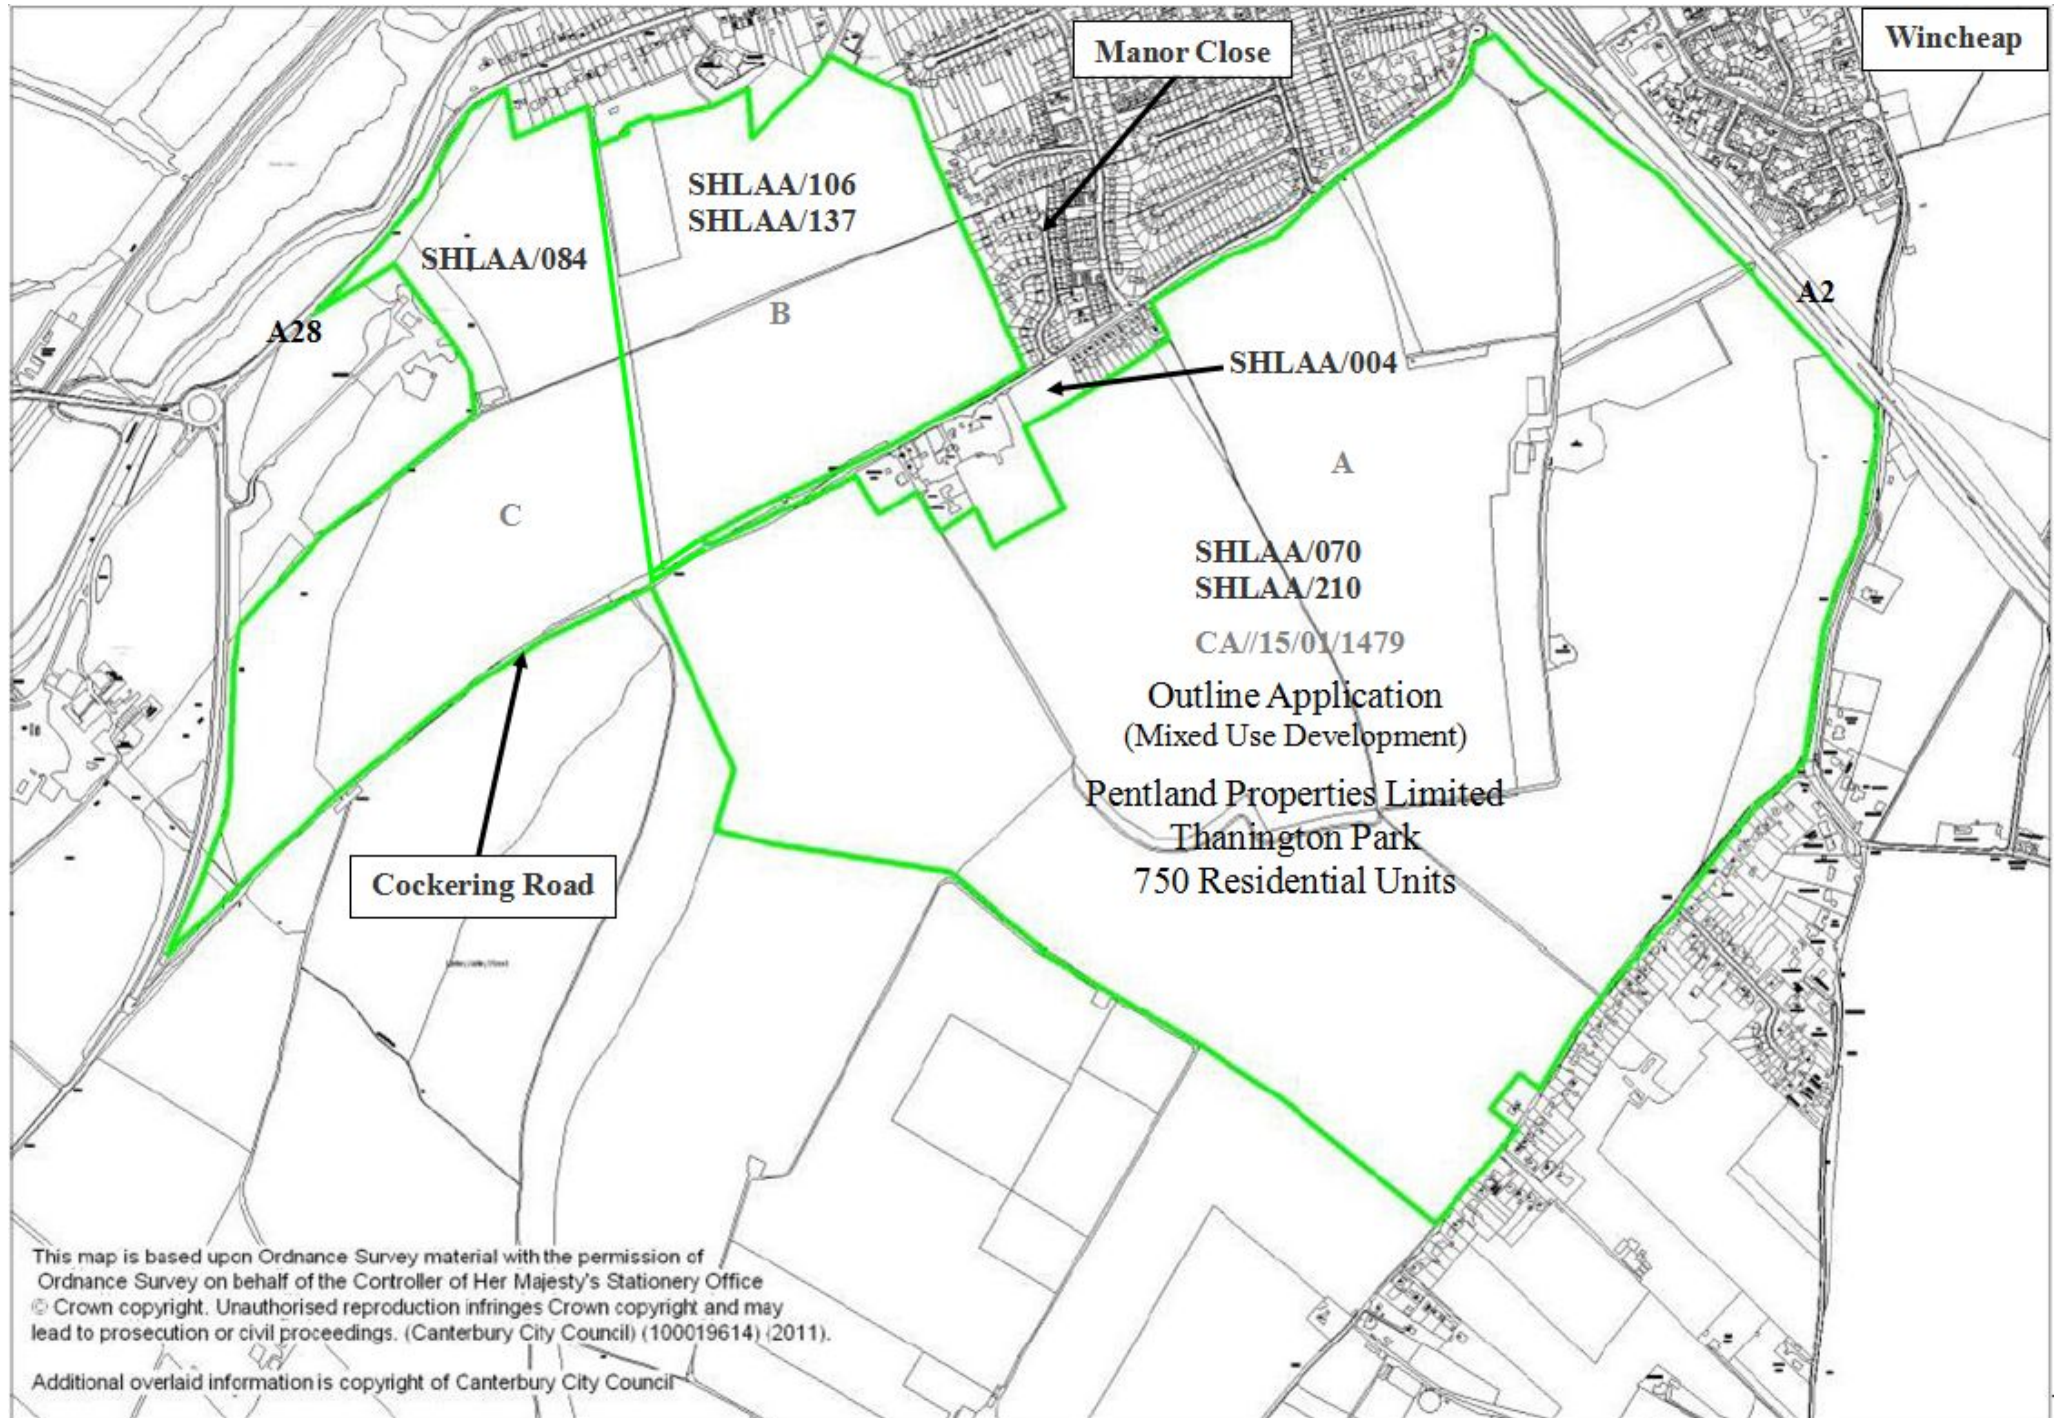 Wincheap
Manor Close
SHLAA/106
SHLAA/137
SHLAA/084
B
A28
A2
SHLAA/004
A
C
SHLAA/070
SHLAA/210
CA//15/01/1479
Outline Application
(Mixed Use Development)
Pentland Properties Limited
Thanington Park
750 Residential Units
Cockering Road
This map is based upon Ordnance Survey material with the permission of
Ordnance Survey on behalf of the Controller of Her Majesty's Stationery Office
© Crown copyright. Unauthorised reproduction infringes Crown copyright and may
lead to prosecution or civil proceedings. (Canterbury City Council) (100019614) (2011).
Additional overlaid information is copyright of Canterbury City Council